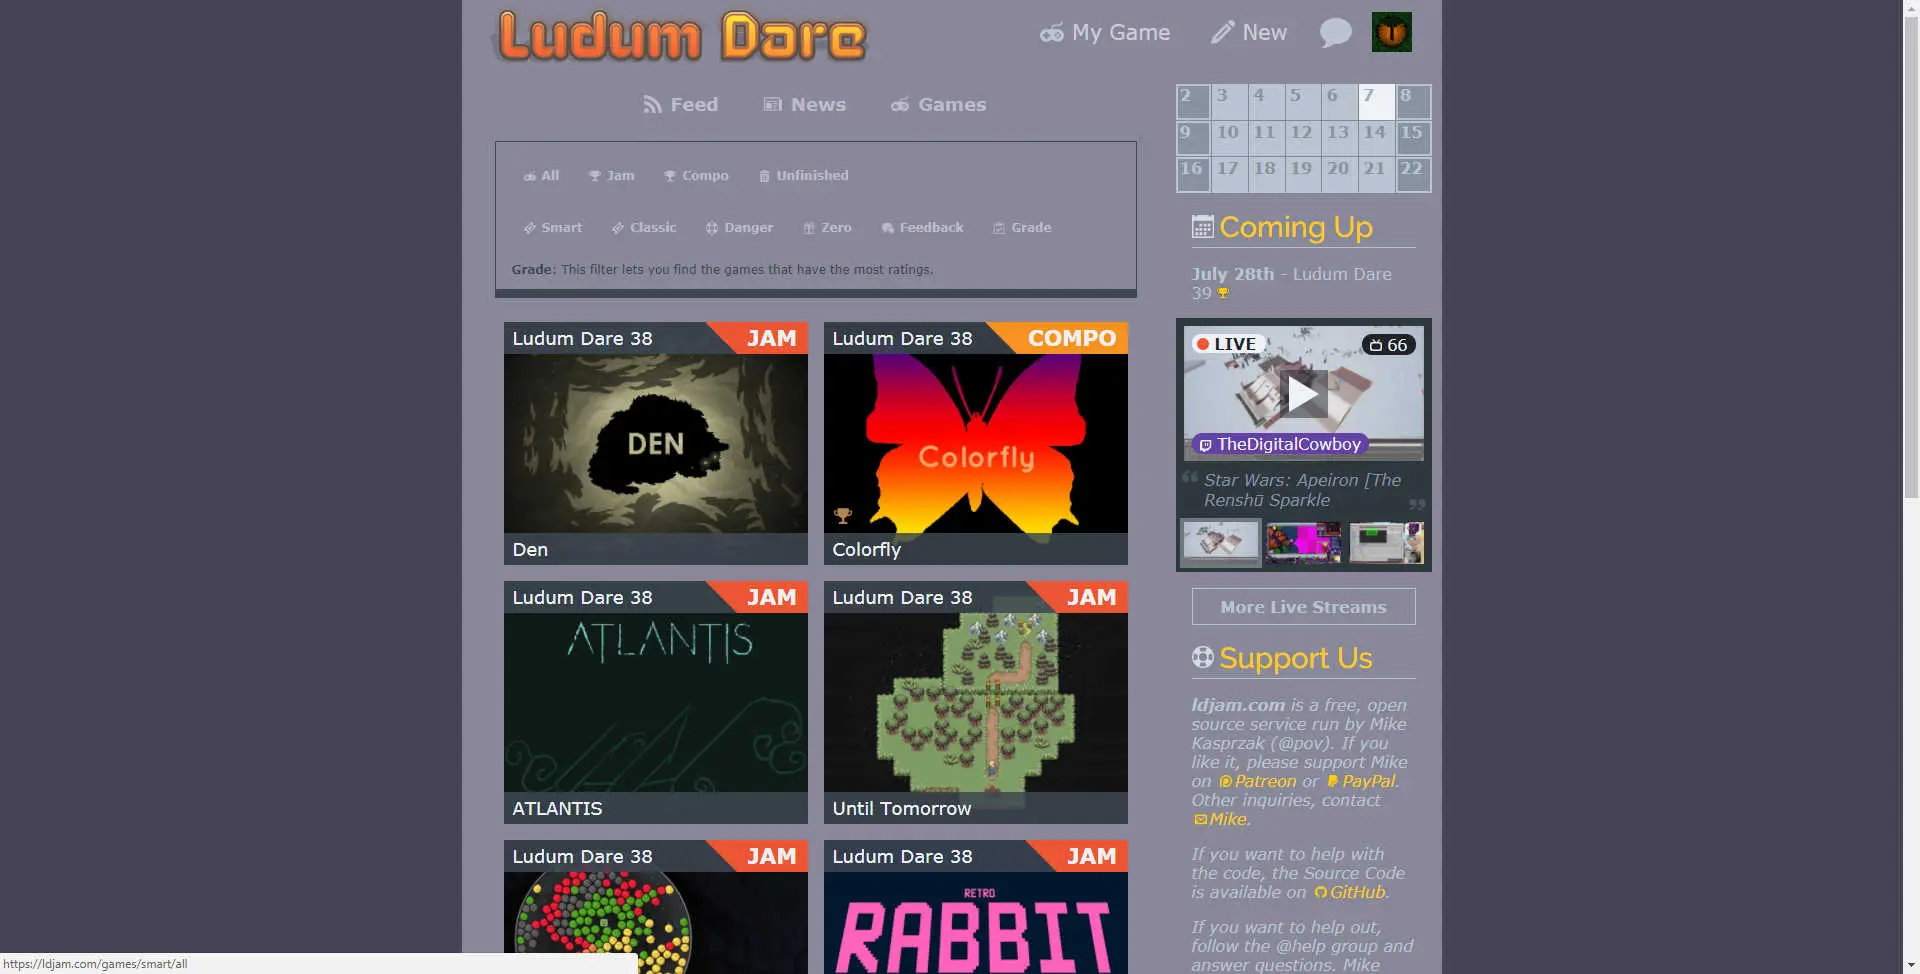 Ludum Dare
My Game
New
Feed
News
Games
All
Jam
Compo
Unfinished
Smart
Classic
Danger
Zero
Feedback
Grade
Grade: This filter lets you find the games that have the most ratings.
Ludum Dare 38
JAM
DEN
Den
Ludum Dare 38
COMPO
Colorfly
Colorfly
Ludum Dare 38
JAM
ATLANTIS
ATLANTIS
Ludum Dare 38
JAM
Until Tomorrow
Ludum Dare 38
JAM
Ludum Dare 38
JAM
RETRO
RABBIT
2 3 4 5 6 7 8
9 10 11 12 13 14 15
16 17 18 19 20 21 22
Coming Up
July 28th - Ludum Dare
39
LIVE
66
TheDigitalCowboy
Star Wars: Apeiron [The
Renshū Sparkle
More Live Streams
Support Us
ldjam.com is a free, open
source service run by Mike
Kasprzak (@pov). If you
like it, please support Mike
on Patreon or PayPal.
Other inquiries, contact
Mike.
If you want to help with
the code, the Source Code
is available on GitHub.
If you want to help out,
follow the @help group and
answer questions. Mike
https://ldjam.com/games/smart/all